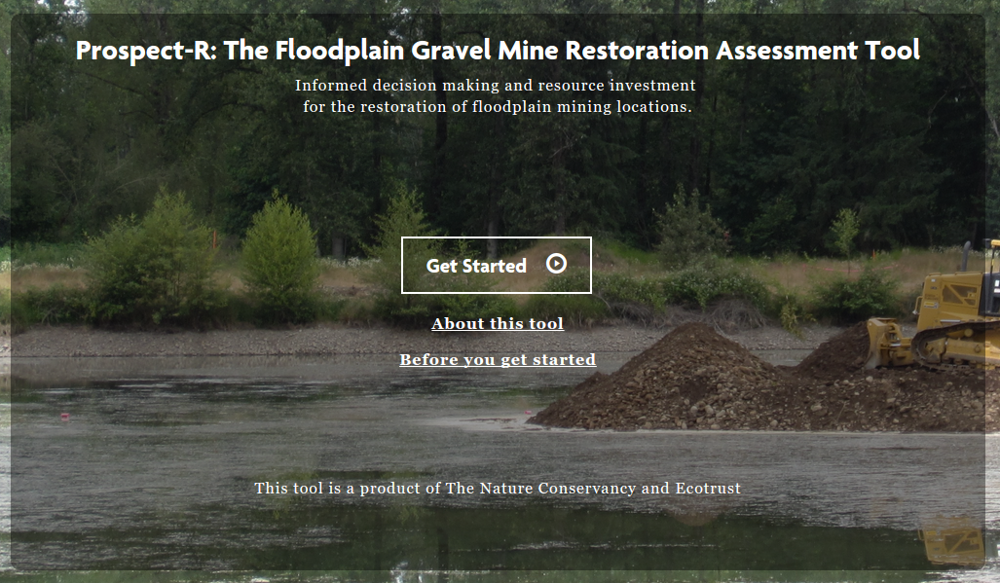 Prospect-R: The Floodplain Gravel Mine Restoration Assessment Tool
Informed decision making and resource investment
for the restoration of floodplain mining locations.
Get Started
About this tool
Before you get started
This tool is a product of The Nature Conservancy and Ecotrust